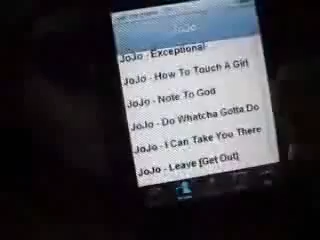 JoJo
JoJo - Exceptional
JoJo - How To Touch A Girl
JoJo - Note To God
JoJo - Do Whatcha Gotta Do
JoJo - I Can Take You There
JoJo - Leave [Get Out]